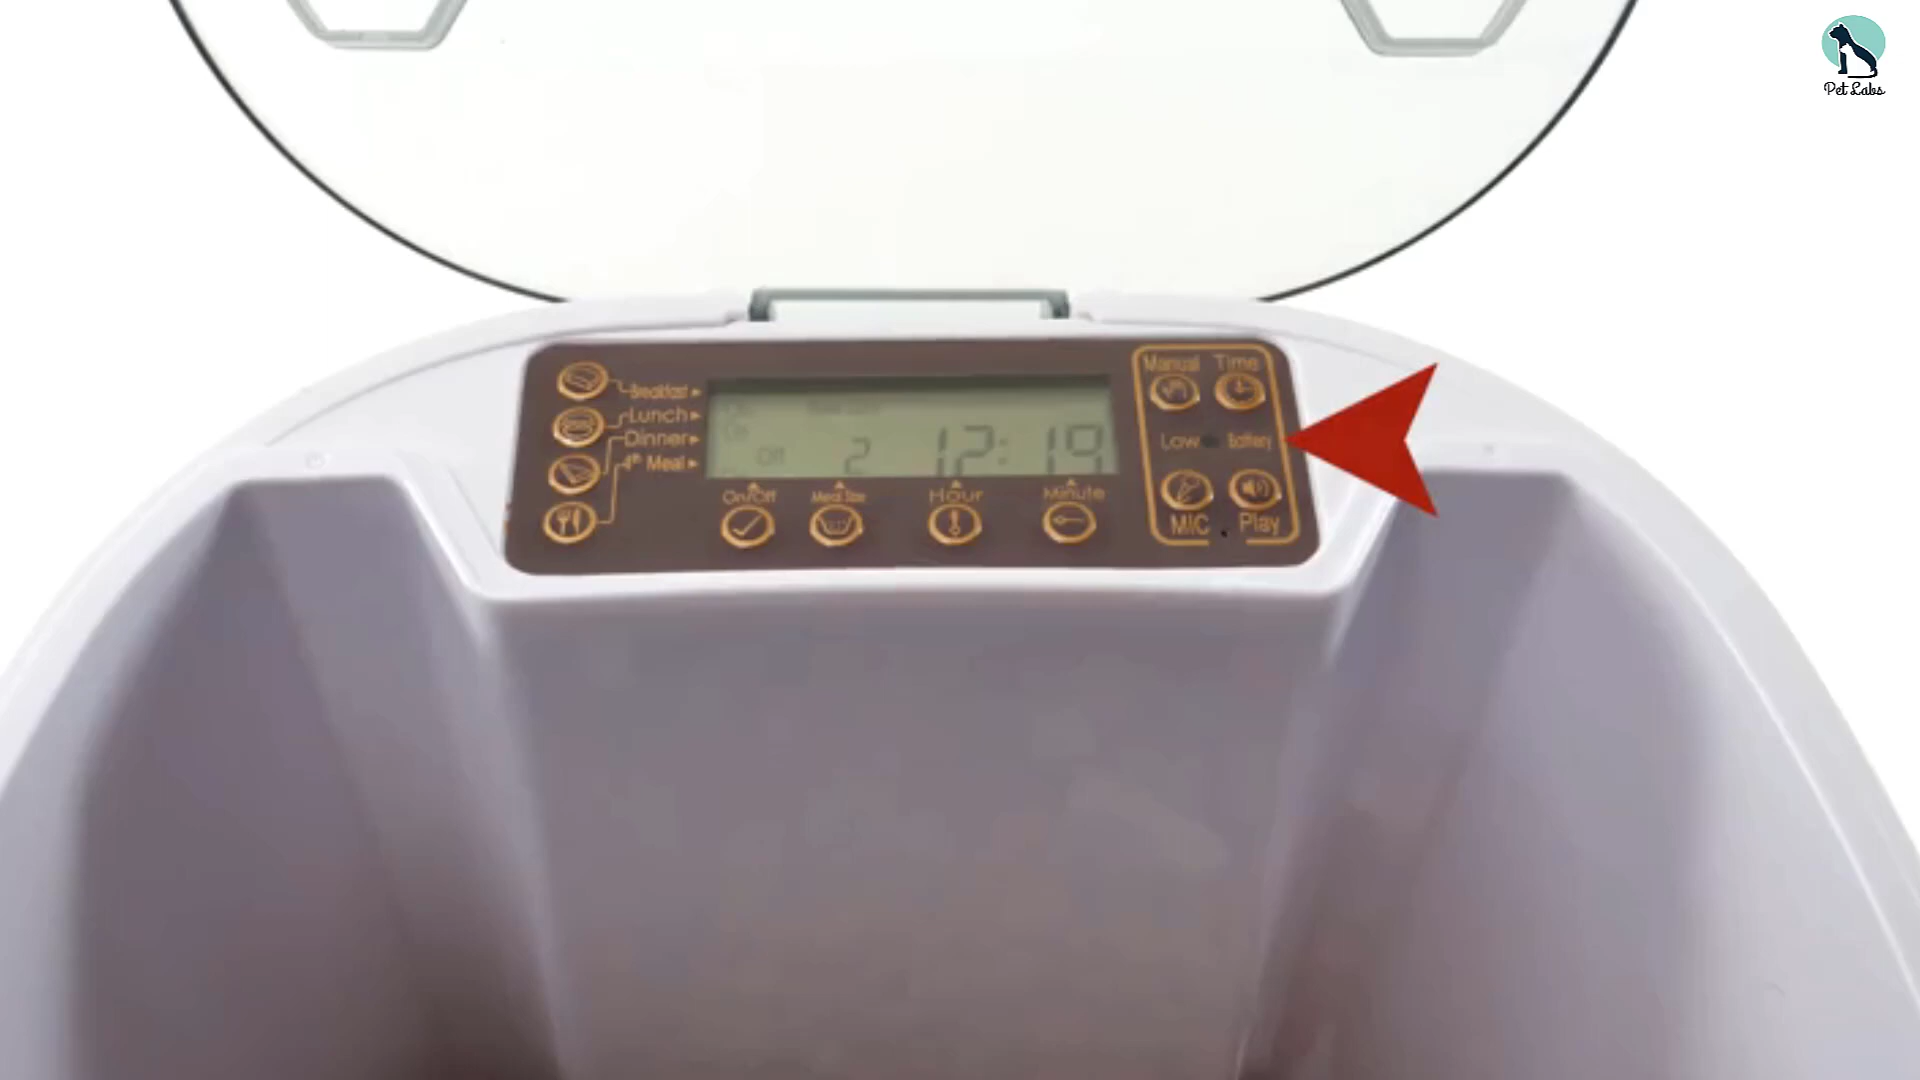 Pet Labs
Manual Time
Breakfast
Lunch
Dinner
4th Meal
Off 2 12:19
Low Battery
On/Off Meal Size Hour Minute
MIC Play